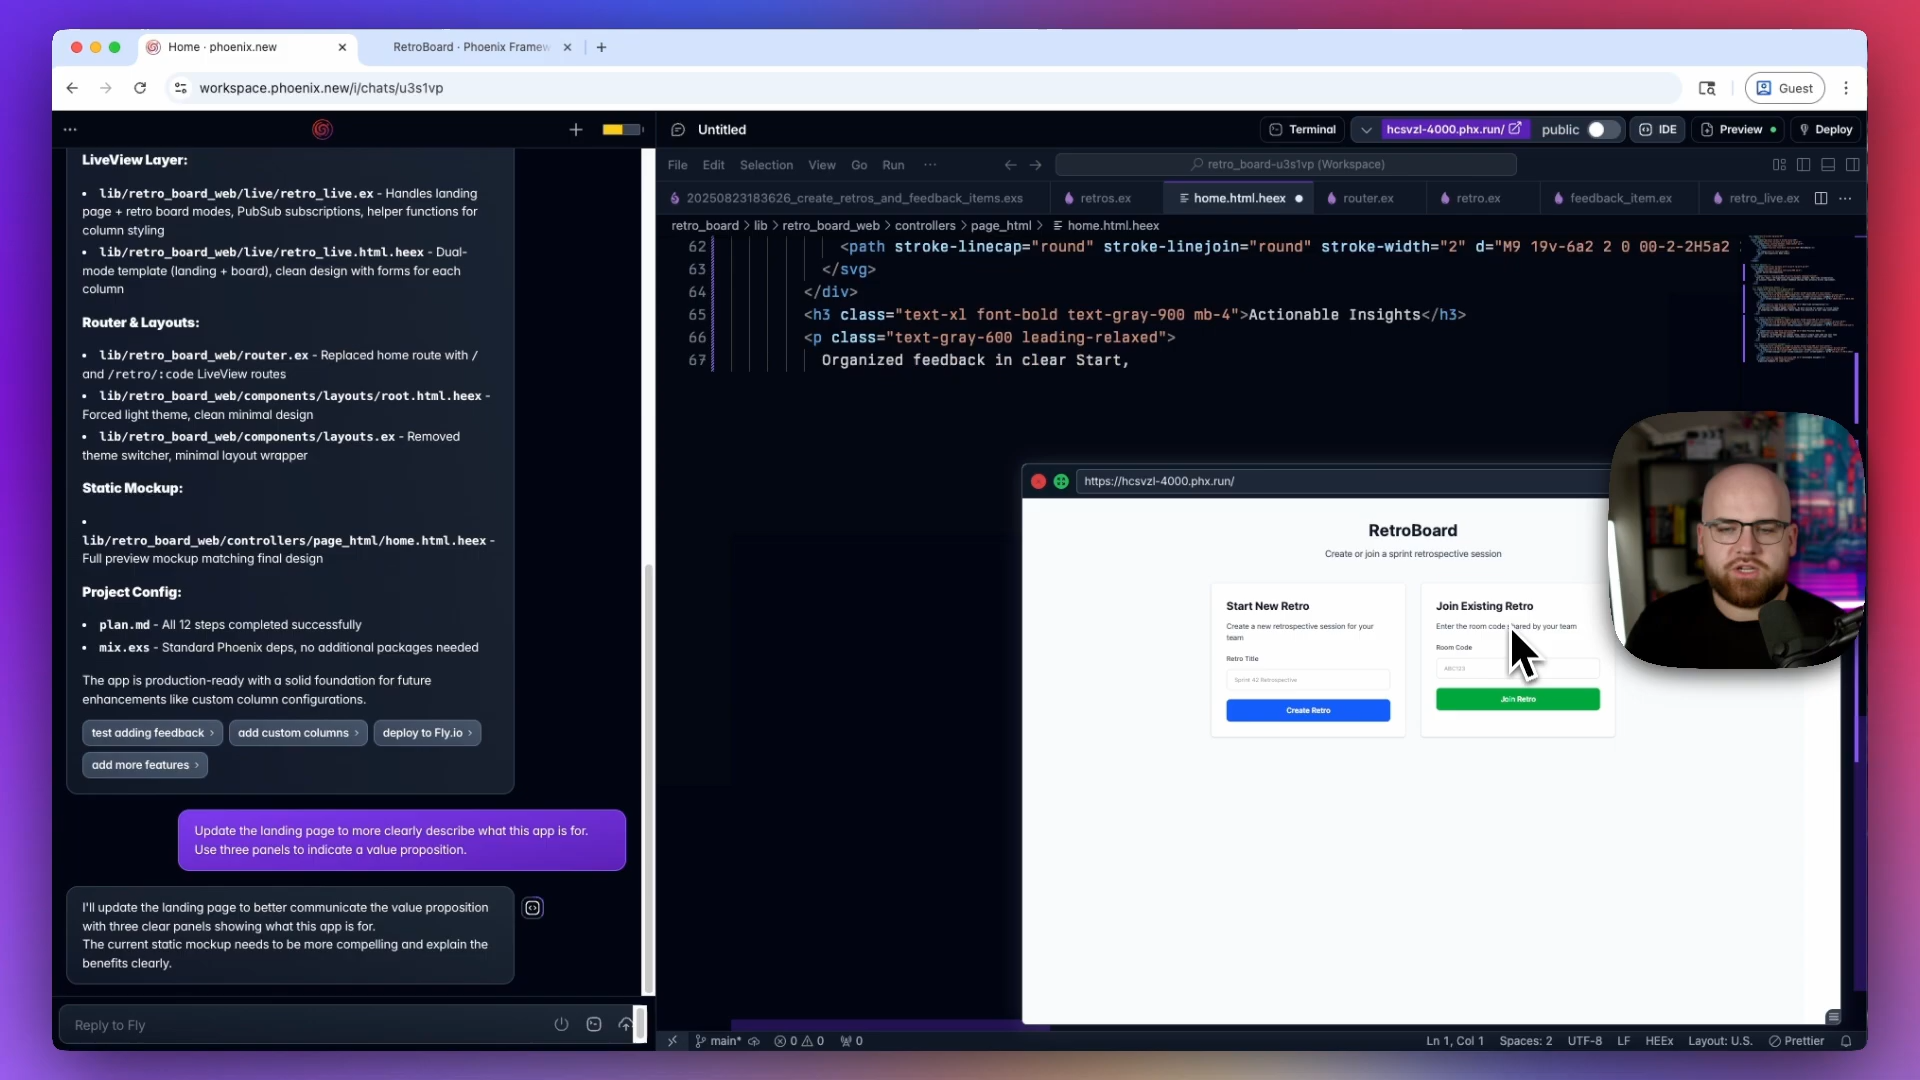 Home · phoenix.new
RetroBoard · Phoenix Framew
workspace.phoenix.new/i/chats/u3s1vp
Guest
Untitled
Terminal
hcsvzl-4000.phx.run/
public
IDE
Preview
Deploy
LiveView Layer:
• lib/retro_board_web/live/retro_live.ex - Handles landing
page + retro board modes, PubSub subscriptions, helper functions for
column styling
• lib/retro_board_web/live/retro_live.html.heex - Dual-
mode template (landing + board), clean design with forms for each
column
Router & Layouts:
• lib/retro_board_web/router.ex - Replaced home route with /
and /retro/:code LiveView routes
• lib/retro_board_web/components/layouts/root.html.heex -
Forced light theme, clean minimal design
• lib/retro_board_web/components/layouts.ex - Removed
theme switcher, minimal layout wrapper
Static Mockup:
•
lib/retro_board_web/controllers/page_html/home.html.heex -
Full preview mockup matching final design
Project Config:
• plan.md - All 12 steps completed successfully
• mix.exs - Standard Phoenix deps, no additional packages needed
The app is production-ready with a solid foundation for future
enhancements like custom column configurations.
test adding feedback ›
add custom columns ›
deploy to Fly.io ›
add more features ›
Update the landing page to more clearly describe what this app is for.
Use three panels to indicate a value proposition.
I'll update the landing page to better communicate the value proposition
with three clear panels showing what this app is for.
The current static mockup needs to be more compelling and explain the
benefits clearly.
Reply to Fly
File Edit Selection View Go Run ···
retro_board-u3s1vp (Workspace)
20250823183626_create_retros_and_feedback_items.exs
retros.ex
home.html.heex
router.ex
retro.ex
feedback_item.ex
retro_live.ex
retro_board › lib › retro_board_web › controllers › page_html › home.html.heex
62 <path stroke-linecap="round" stroke-linejoin="round" stroke-width="2" d="M9 19v-6a2 2 0 00-2-2H5a2
63 </svg>
64 </div>
65 <h3 class="text-xl font-bold text-gray-900 mb-4">Actionable Insights</h3>
66 <p class="text-gray-600 leading-relaxed">
67 Organized feedback in clear Start,
https://hcsvzl-4000.phx.run/
RetroBoard
Create or join a sprint retrospective session
Start New Retro
Create a new retrospective session for your
team
Retro Title
Sprint 42 Retrospective
Create Retro
Join Existing Retro
Enter the room code shared by your team
Room Code
ABC123
Join Retro
main*
0 0
0
Ln 1, Col 1
Spaces: 2
UTF-8
LF
HEEx
Layout: U.S.
Prettier